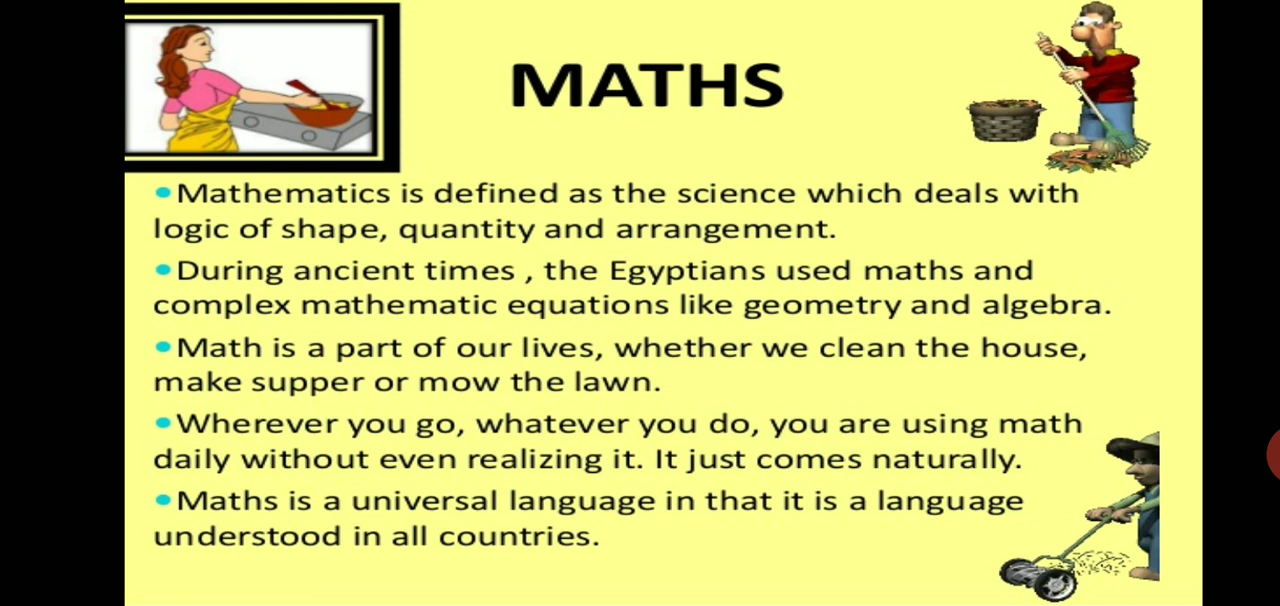 MATHS
•Mathematics is defined as the science which deals with
logic of shape, quantity and arrangement.
•During ancient times , the Egyptians used maths and
complex mathematic equations like geometry and algebra.
•Math is a part of our lives, whether we clean the house,
make supper or mow the lawn.
•Wherever you go, whatever you do, you are using math
daily without even realizing it. It just comes naturally.
•Maths is a universal language in that it is a language
understood in all countries.